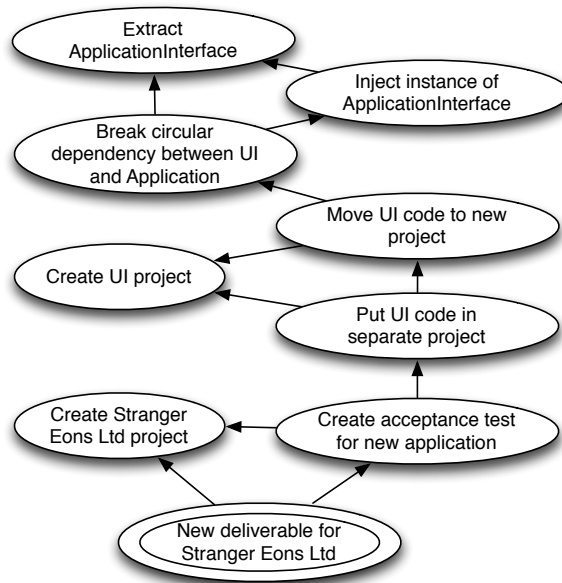 Extract
ApplicationInterface
Inject instance of
ApplicationInterface
Break circular
dependency between UI
and Application
Move UI code to new
project
Create UI project
Put UI code in
separate project
Create Stranger
Eons Ltd project
Create acceptance test
for new application
New deliverable for
Stranger Eons Ltd